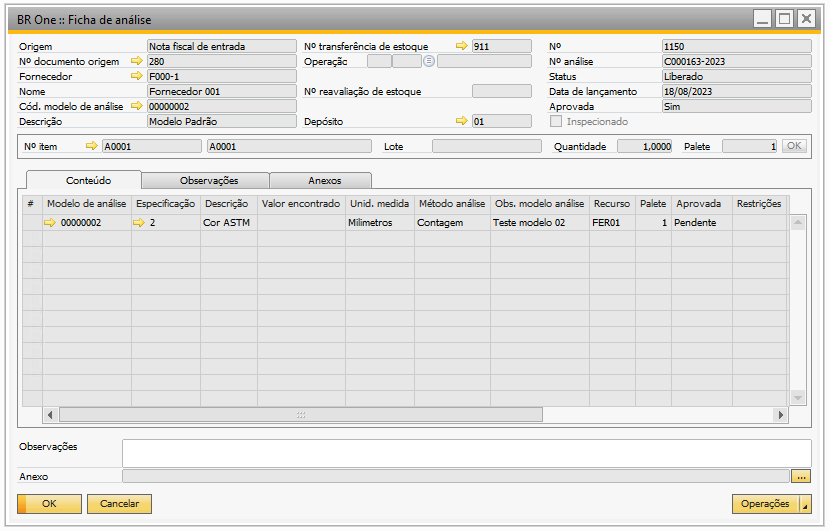 BR One :: Ficha de análise
Origem Nota fiscal de entrada Nº transferência de estoque 911 Nº 1150
Nº documento origem 280 Operação Nº análise C000163-2023
Fornecedor F000-1 Status Liberado
Nome Fornecedor 001 Nº reavaliação de estoque Data de lançamento 18/08/2023
Cód. modelo de análise 00000002 Aprovada Sim
Descrição Modelo Padrão Depósito 01 Inspecionado
Nº item A0001 A0001 Lote Quantidade 1,0000 Palete 1 OK
Conteúdo Observações Anexos
# Modelo de análise Especificação Descrição Valor encontrado Unid. medida Método análise Obs. modelo análise Recurso Palete Aprovada Restrições
00000002 2 Cor ASTM Milimetros Contagem Teste modelo 02 FER01 1 Pendente
Observações
Anexo ...
OK Cancelar Operações